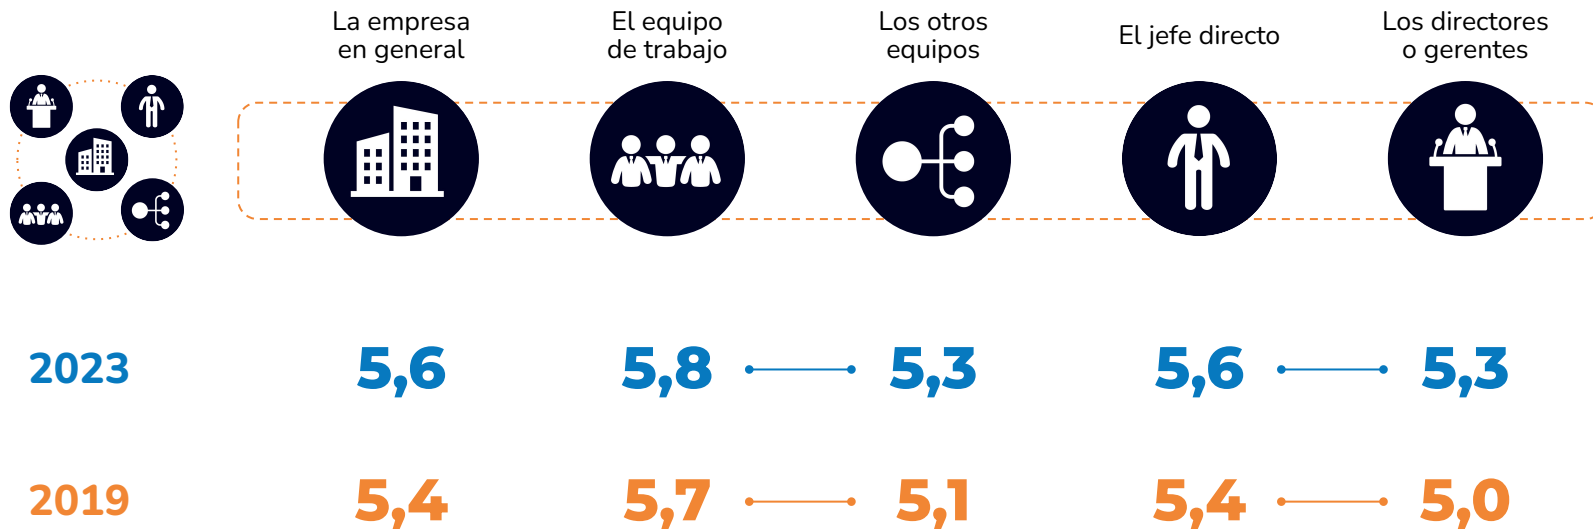 La empresa
en general
El equipo
de trabajo
Los otros
equipos
El jefe directo
Los directores
o gerentes
2023 5,6 5,8 5,3 5,6 5,3
2019 5,4 5,7 5,1 5,4 5,0